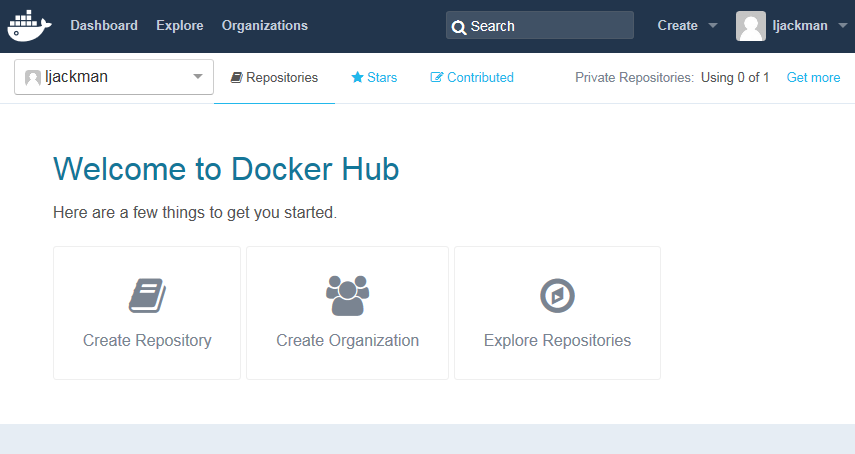 Dashboard Explore Organizations Search Create ljackman
ljackman Repositories Stars Contributed Private Repositories: Using 0 of 1 Get more
Welcome to Docker Hub
Here are a few things to get you started.
Create Repository Create Organization Explore Repositories